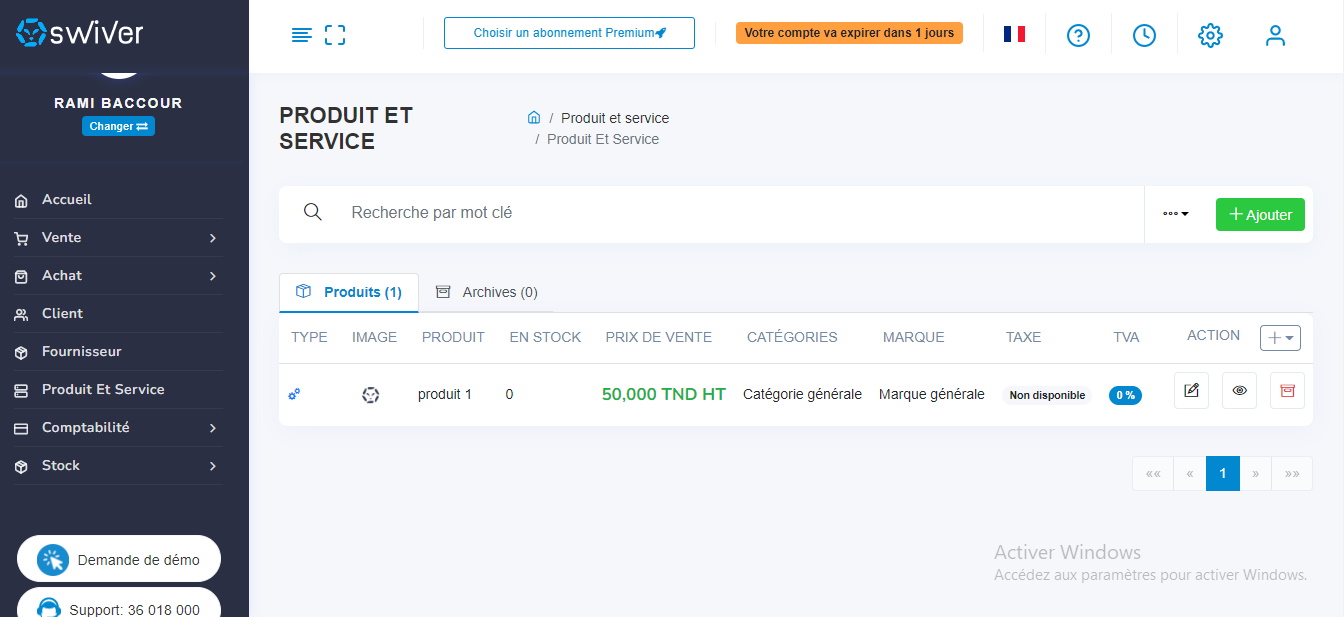 swiver
RAMI BACCOUR
Changer
Accueil
Vente
Achat
Client
Fournisseur
Produit Et Service
Comptabilité
Stock
Demande de démo
Support: 36 018 000
Choisir un abonnement Premium
Votre compte va expirer dans 1 jours
PRODUIT ET
SERVICE
/ Produit et service
/ Produit Et Service
Recherche par mot clé
Ajouter
Produits (1) Archives (0)
TYPE IMAGE PRODUIT EN STOCK PRIX DE VENTE CATÉGORIES MARQUE TAXE TVA ACTION
produit 1 0 50,000 TND HT Catégorie générale Marque générale Non disponible 0 %
«« « 1 » »»
Activer Windows
Accédez aux paramètres pour activer Windows.